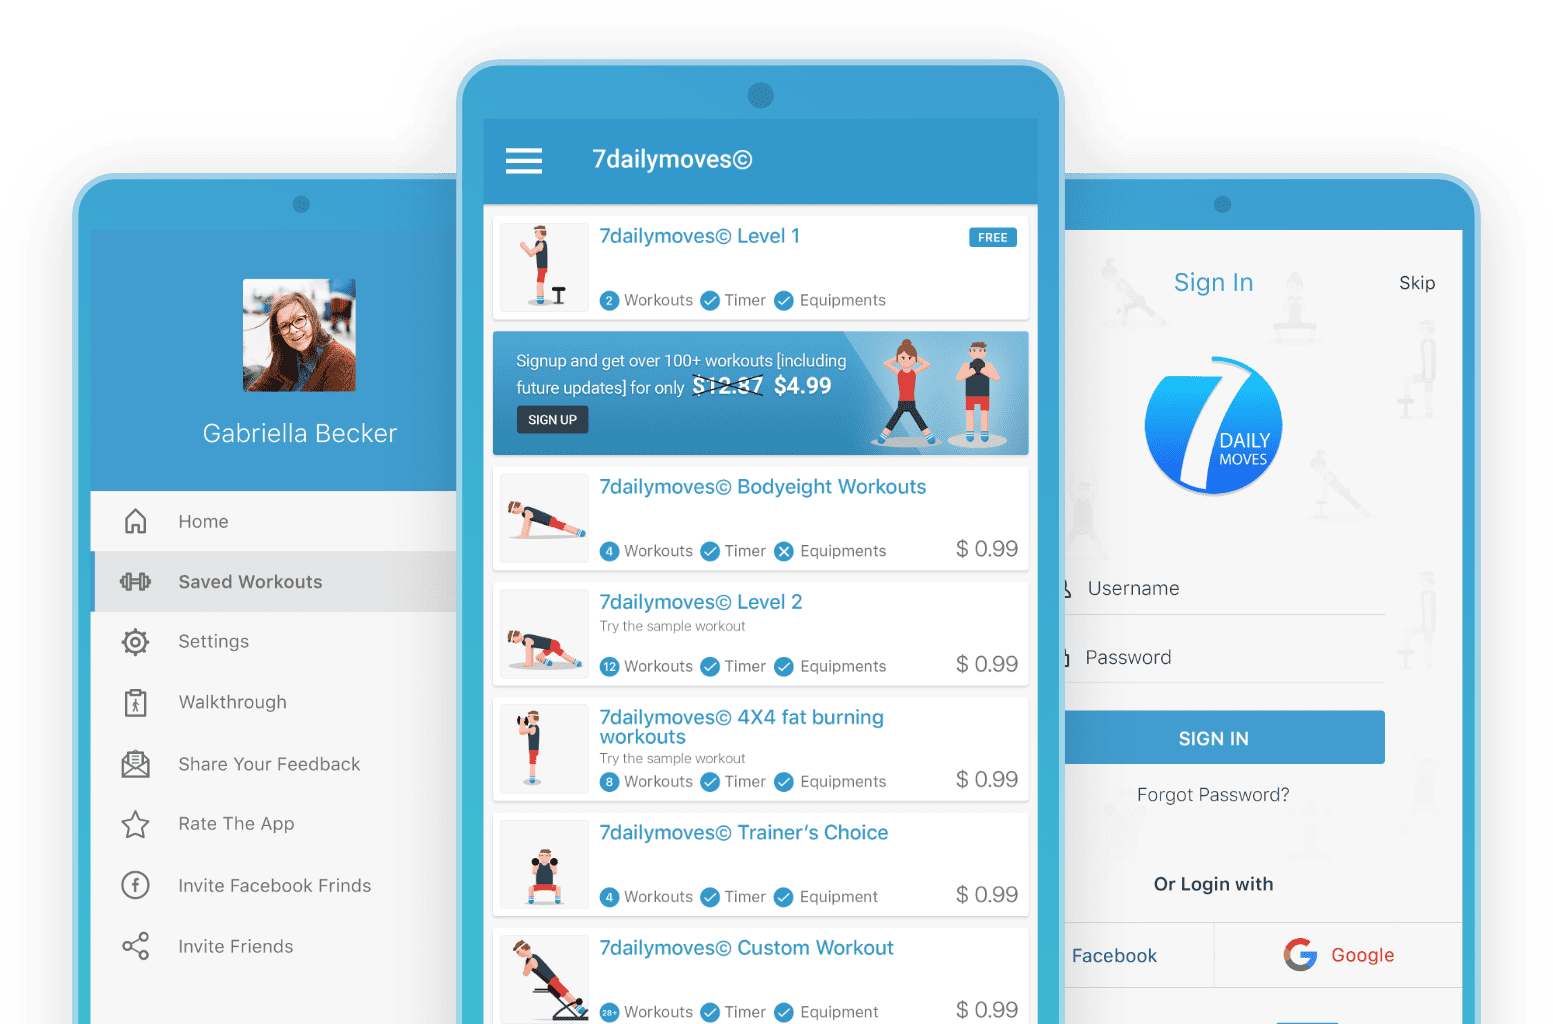 Gabriella Becker
Home
Saved Workouts
Settings
Walkthrough
Share Your Feedback
Rate The App
Invite Facebook Frinds
Invite Friends
7dailymoves©
7dailymoves© Level 1
FREE
2 Workouts Timer Equipments
Signup and get over 100+ workouts [including
future updates] for only $12.87 $4.99
SIGN UP
7dailymoves© Bodyeight Workouts
4 Workouts Timer Equipments $ 0.99
7dailymoves© Level 2
Try the sample workout
12 Workouts Timer Equipments $ 0.99
7dailymoves© 4X4 fat burning
workouts
Try the sample workout
8 Workouts Timer Equipments $ 0.99
7dailymoves© Trainer’s Choice
4 Workouts Timer Equipment $ 0.99
7dailymoves© Custom Workout
28+ Workouts Timer Equipment $ 0.99
Sign In
Skip
7 DAILY
MOVES
Username
Password
SIGN IN
Forgot Password?
Or Login with
Facebook
Google